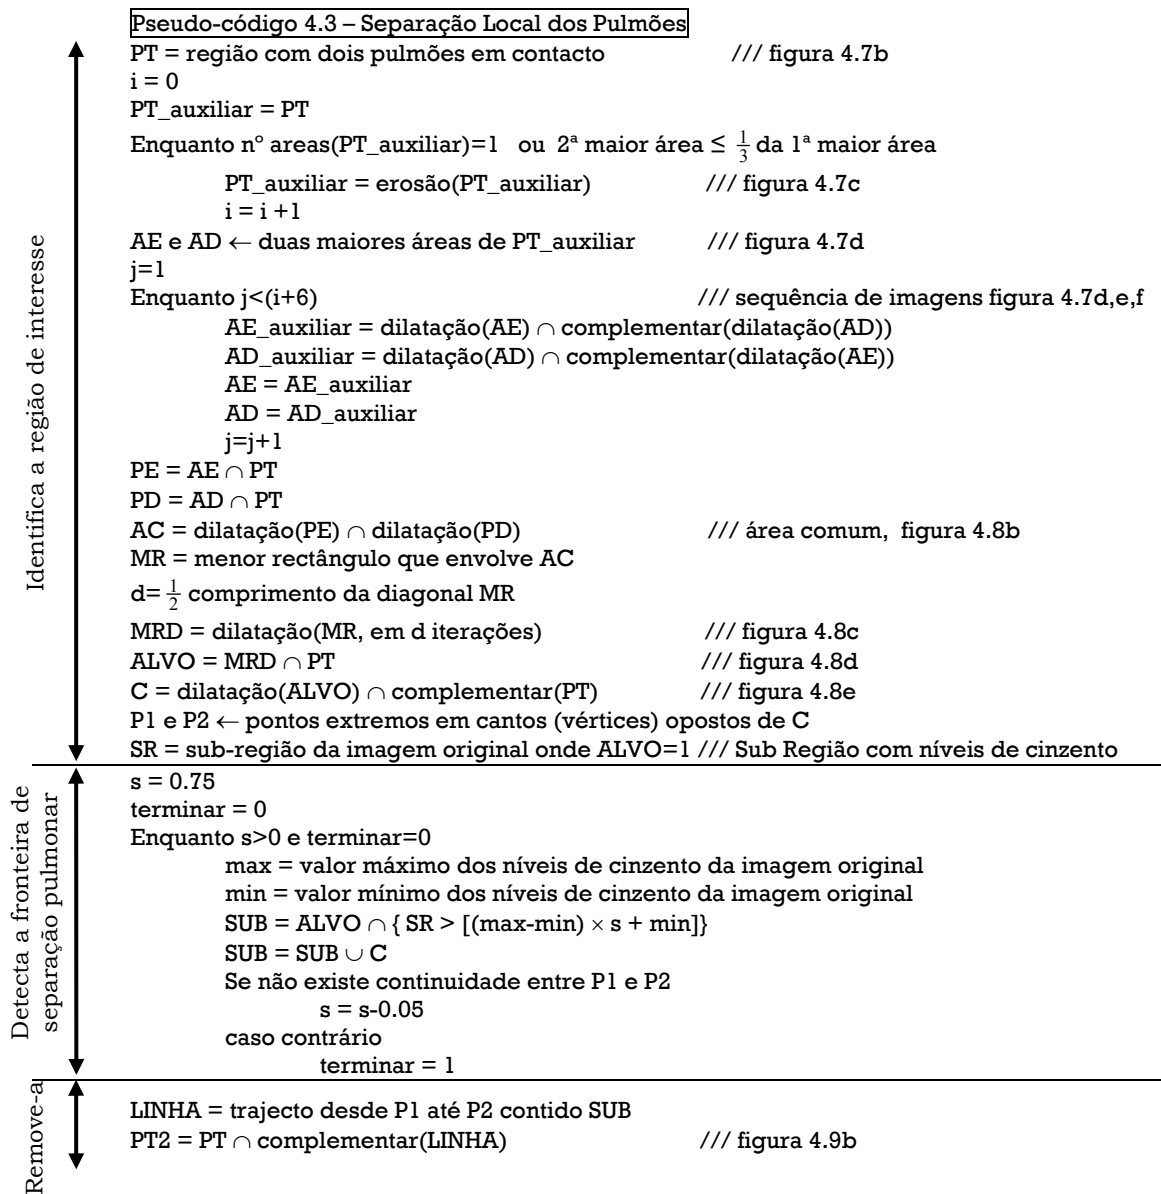 Pseudo-código 4.3 – Separação Local dos Pulmões
PT = região com dois pulmões em contacto /// figura 4.7b
i = 0
PT_auxiliar = PT
Enquanto nº areas(PT_auxiliar)=1 ou 2ª maior área ≤ 1/3 da 1ª maior área
PT_auxiliar = erosão(PT_auxiliar) /// figura 4.7c
i = i +1
AE e AD ← duas maiores áreas de PT_auxiliar /// figura 4.7d
j=1
Enquanto j<(i+6) /// sequência de imagens figura 4.7d,e,f
AE_auxiliar = dilatação(AE) ∩ complementar(dilatação(AD))
AD_auxiliar = dilatação(AD) ∩ complementar(dilatação(AE))
AE = AE_auxiliar
AD = AD_auxiliar
j=j+1
PE = AE ∩ PT
PD = AD ∩ PT
AC = dilatação(PE) ∩ dilatação(PD) /// área comum, figura 4.8b
MR = menor rectângulo que envolve AC
d= 1/2 comprimento da diagonal MR
MRD = dilatação(MR, em d iterações) /// figura 4.8c
ALVO = MRD ∩ PT /// figura 4.8d
C = dilatação(ALVO) ∩ complementar(PT) /// figura 4.8e
P1 e P2 ← pontos extremos em cantos (vértices) opostos de C
SR = sub-região da imagem original onde ALVO=1 /// Sub Região com níveis de cinzento
Identifica a região de interesse
s = 0.75
terminar = 0
Enquanto s>0 e terminar=0
max = valor máximo dos níveis de cinzento da imagem original
min = valor mínimo dos níveis de cinzento da imagem original
SUB = ALVO ∩ { SR > [(max-min) × s + min]}
SUB = SUB ∪ C
Se não existe continuidade entre P1 e P2
s = s-0.05
caso contrário
terminar = 1
Detecta a fronteira de
separação pulmonar
LINHA = trajecto desde P1 até P2 contido SUB
PT2 = PT ∩ complementar(LINHA) /// figura 4.9b
Remove-a